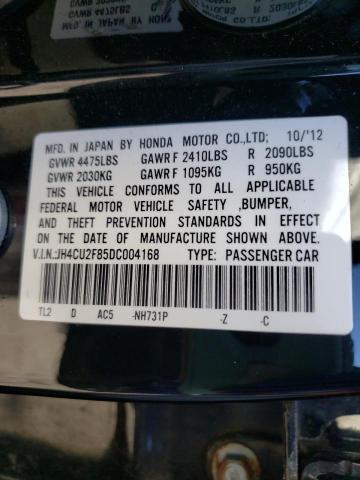 MFD. IN JAPAN BY HONDA MOTOR CO.,LTD; 10/'12
GVWR 4475LBS GAWR F 2410LBS R 2090LBS
GVWR 2030KG GAWR F 1095KG R 950KG
THIS VEHICLE CONFORMS TO ALL APPLICABLE
FEDERAL MOTOR VEHICLE SAFETY ,BUMPER,
AND THEFT PREVENTION STANDARDS IN EFFECT
ON THE DATE OF MANUFACTURE SHOWN ABOVE.
V.I.N.:JH4CU2F85DC004168 TYPE: PASSENGER CAR
TL2 D AC5 -NH731P -Z -C